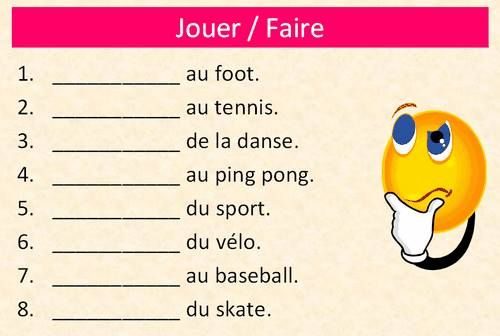 Jouer / Faire
1. ___________ au foot.
2. ___________ au tennis.
3. ___________ de la danse.
4. ___________ au ping pong.
5. ___________ du sport.
6. ___________ du vélo.
7. ___________ au baseball.
8. ___________ du skate.